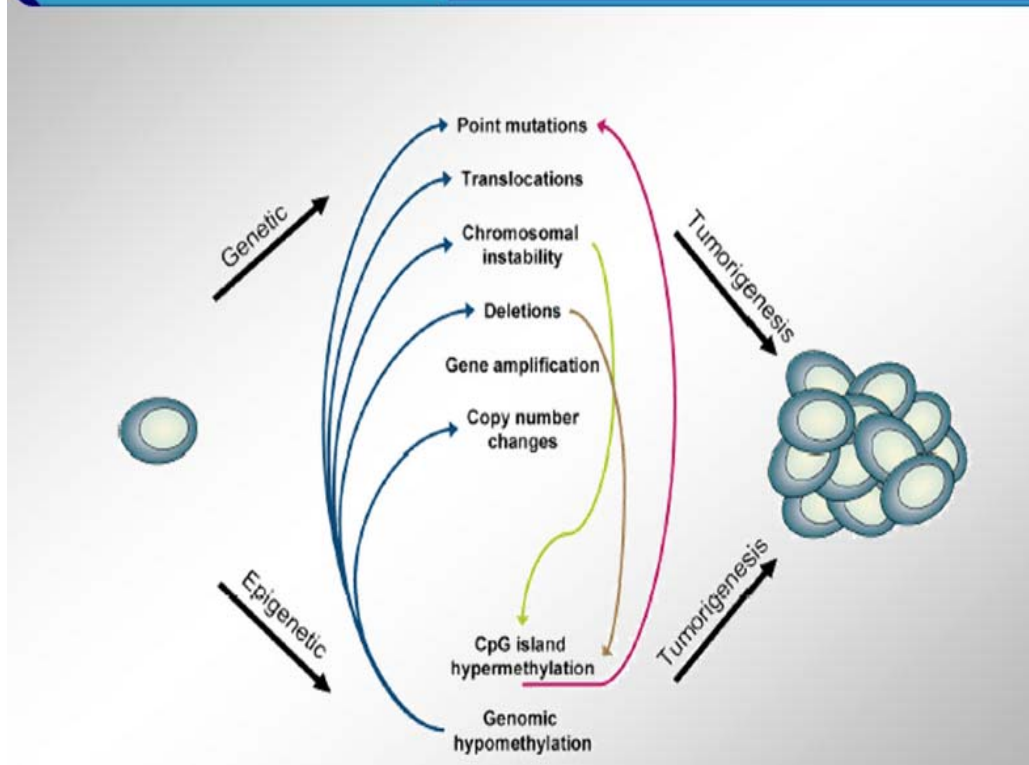 Point mutations
Translocations
Chromosomal
instability
Deletions
Gene amplification
Copy number
changes
CpG island
hypermethylation
Genomic
hypomethylation
Genetic
Epigenetic
Tumorigenesis
Tumorigenesis